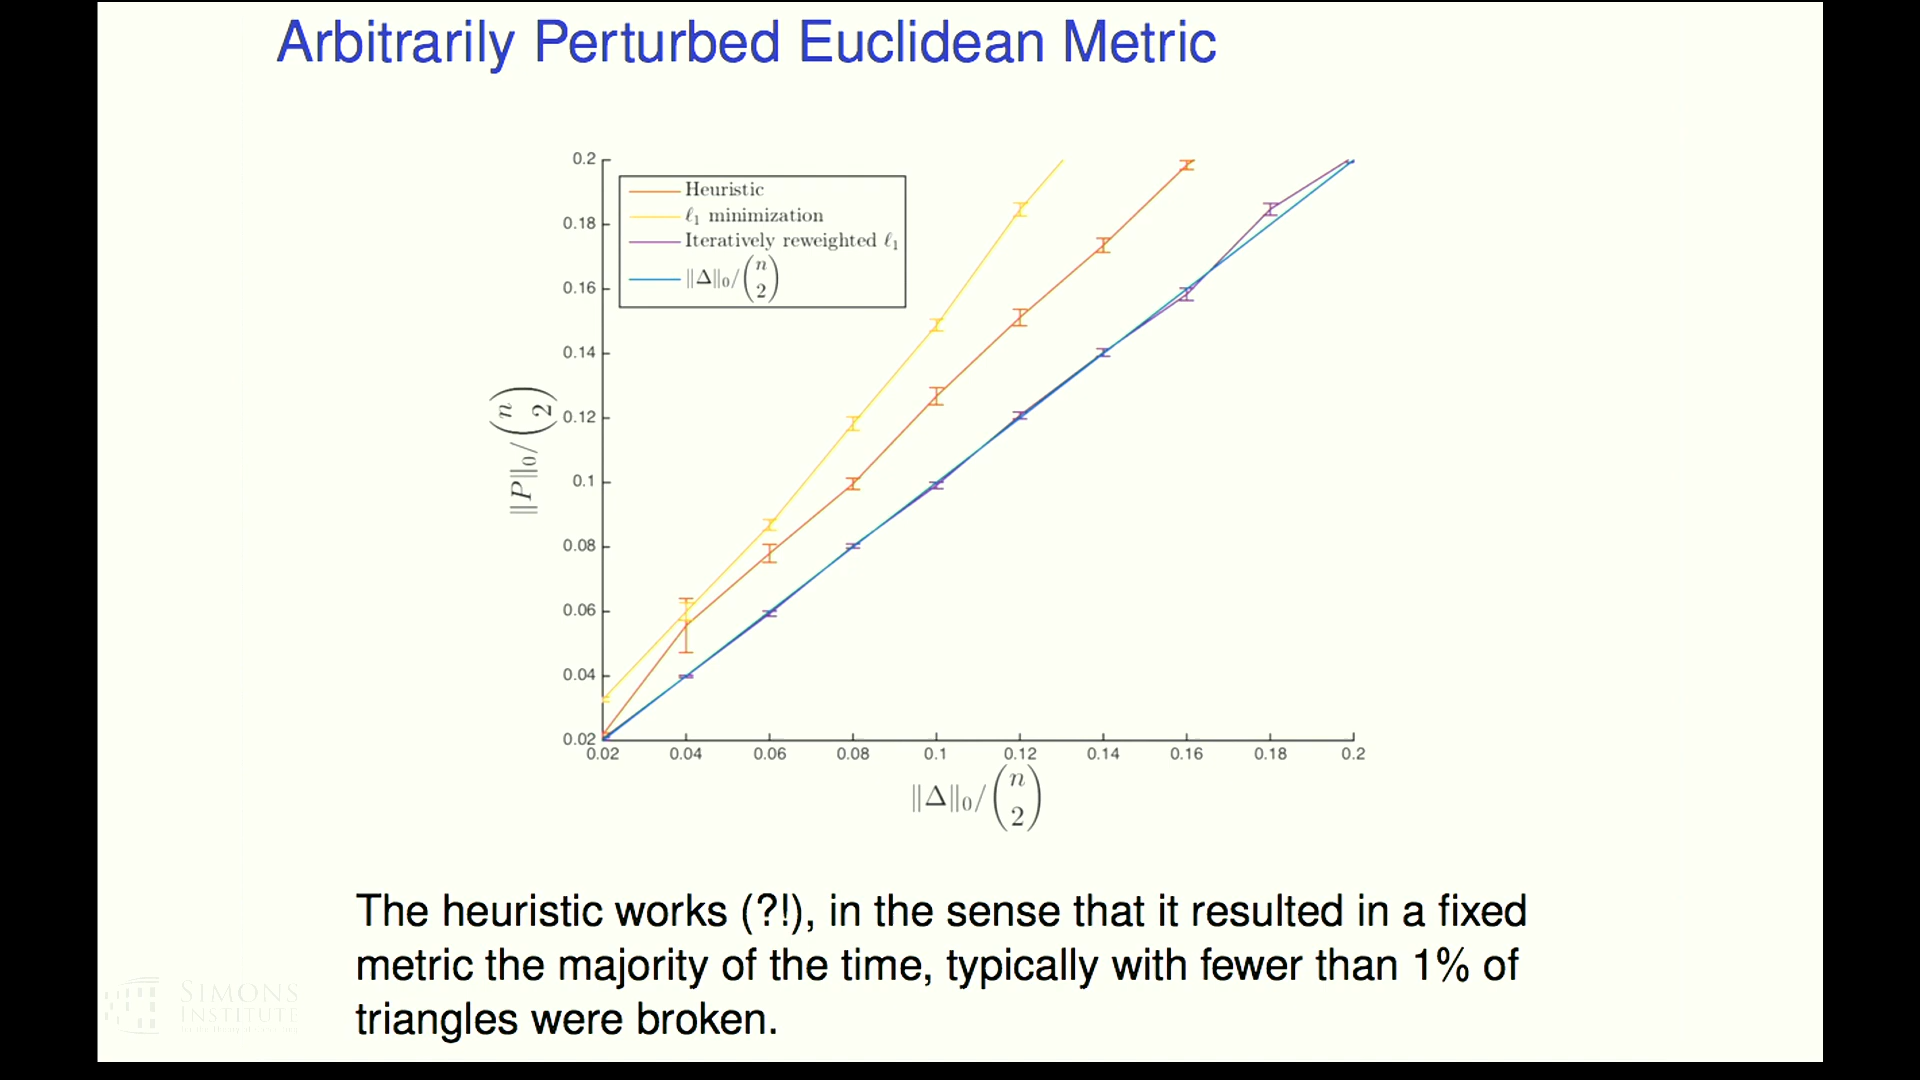 Arbitrarily Perturbed Euclidean Metric
0.2
0.18
0.16
0.14
0.12
0.1
0.08
0.06
0.04
0.02
‖P‖₀/(n 2)
Heuristic
ℓ₁ minimization
Iteratively reweighted ℓ₁
‖Δ‖₀/(n 2)
0.02 0.04 0.06 0.08 0.1 0.12 0.14 0.16 0.18 0.2
‖Δ‖₀/(n 2)
The heuristic works (?!), in the sense that it resulted in a fixed
metric the majority of the time, typically with fewer than 1% of
triangles were broken.
SIMONS
INSTITUTE